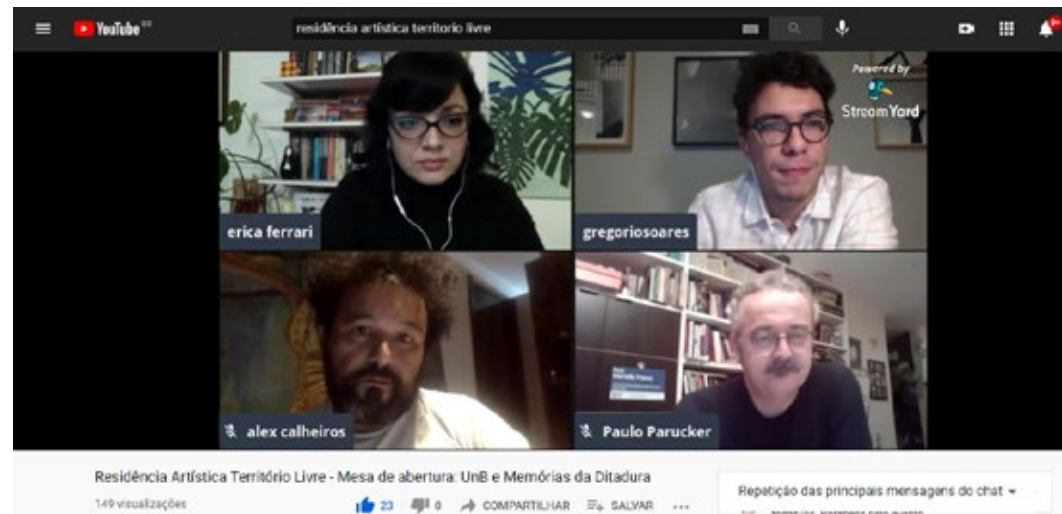 YouTube BR
residência artística territorio livre
9+
Powered by
StreamYard
erica ferrari
gregoriosoares
alex calheiros
Paulo Parucker
Residência Artística Território Livre - Mesa de abertura: UnB e Memórias da Ditadura
149 visualizações
23
0
COMPARTILHAR
SALVAR
...
Repetição das principais mensagens do chat